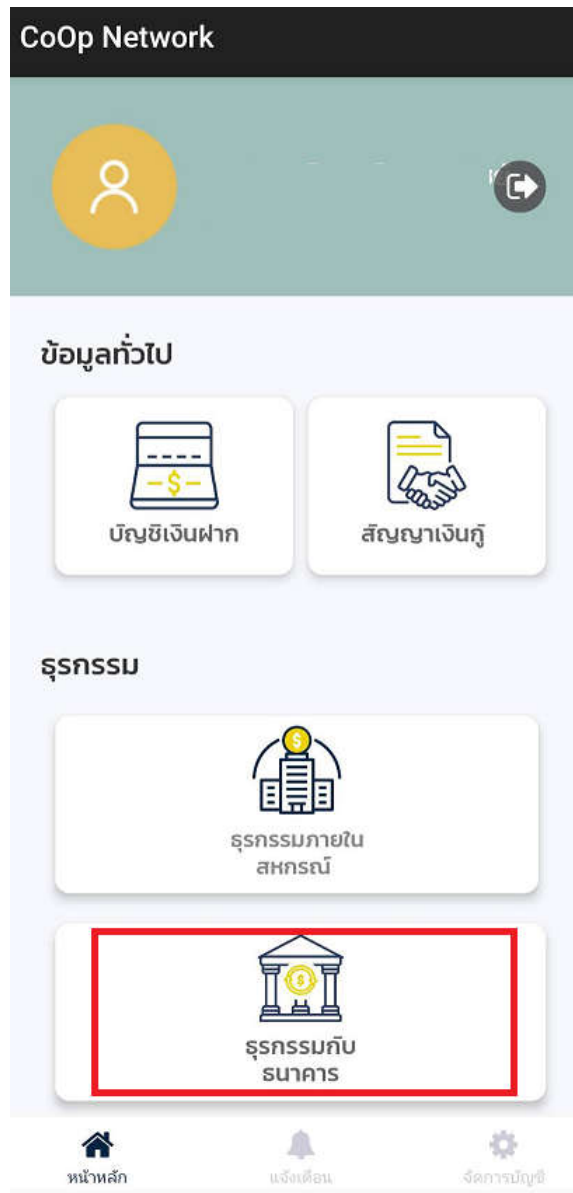 CoOp Network
ข้อมูลทั่วไป
บัญชีเงินฝาก
สัญญาเงินกู้
ธุรกรรม
ธุรกรรมภายใน
สหกรณ์
ธุรกรรมกับ
ธนาคาร
หน้าหลัก
แจ้งเตือน
จัดการบัญชี